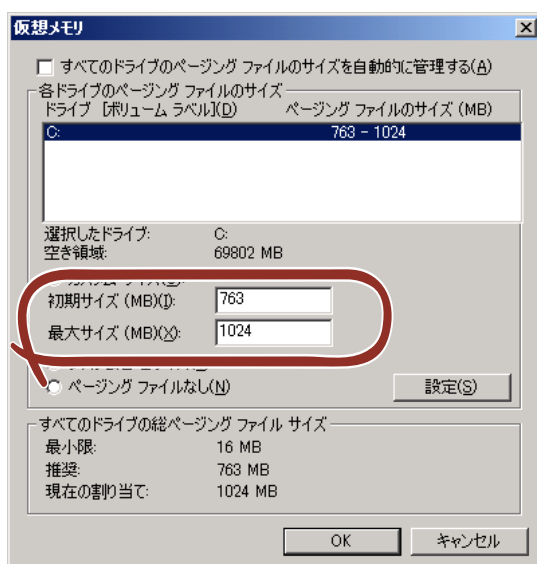 仮想メモリ
すべてのドライブのページング ファイルのサイズを自動的に管理する(A)
各ドライブのページング ファイルのサイズ
ドライブ [ボリューム ラベル](D) ページング ファイルのサイズ (MB)
C: 763 - 1024
選択したドライブ: C:
空き領域: 69802 MB
初期サイズ (MB)(I): 763
最大サイズ (MB)(X): 1024
ページング ファイルなし(N) 設定(S)
すべてのドライブの総ページング ファイル サイズ
最小限: 16 MB
推奨: 763 MB
現在の割り当て: 1024 MB
OK キャンセル